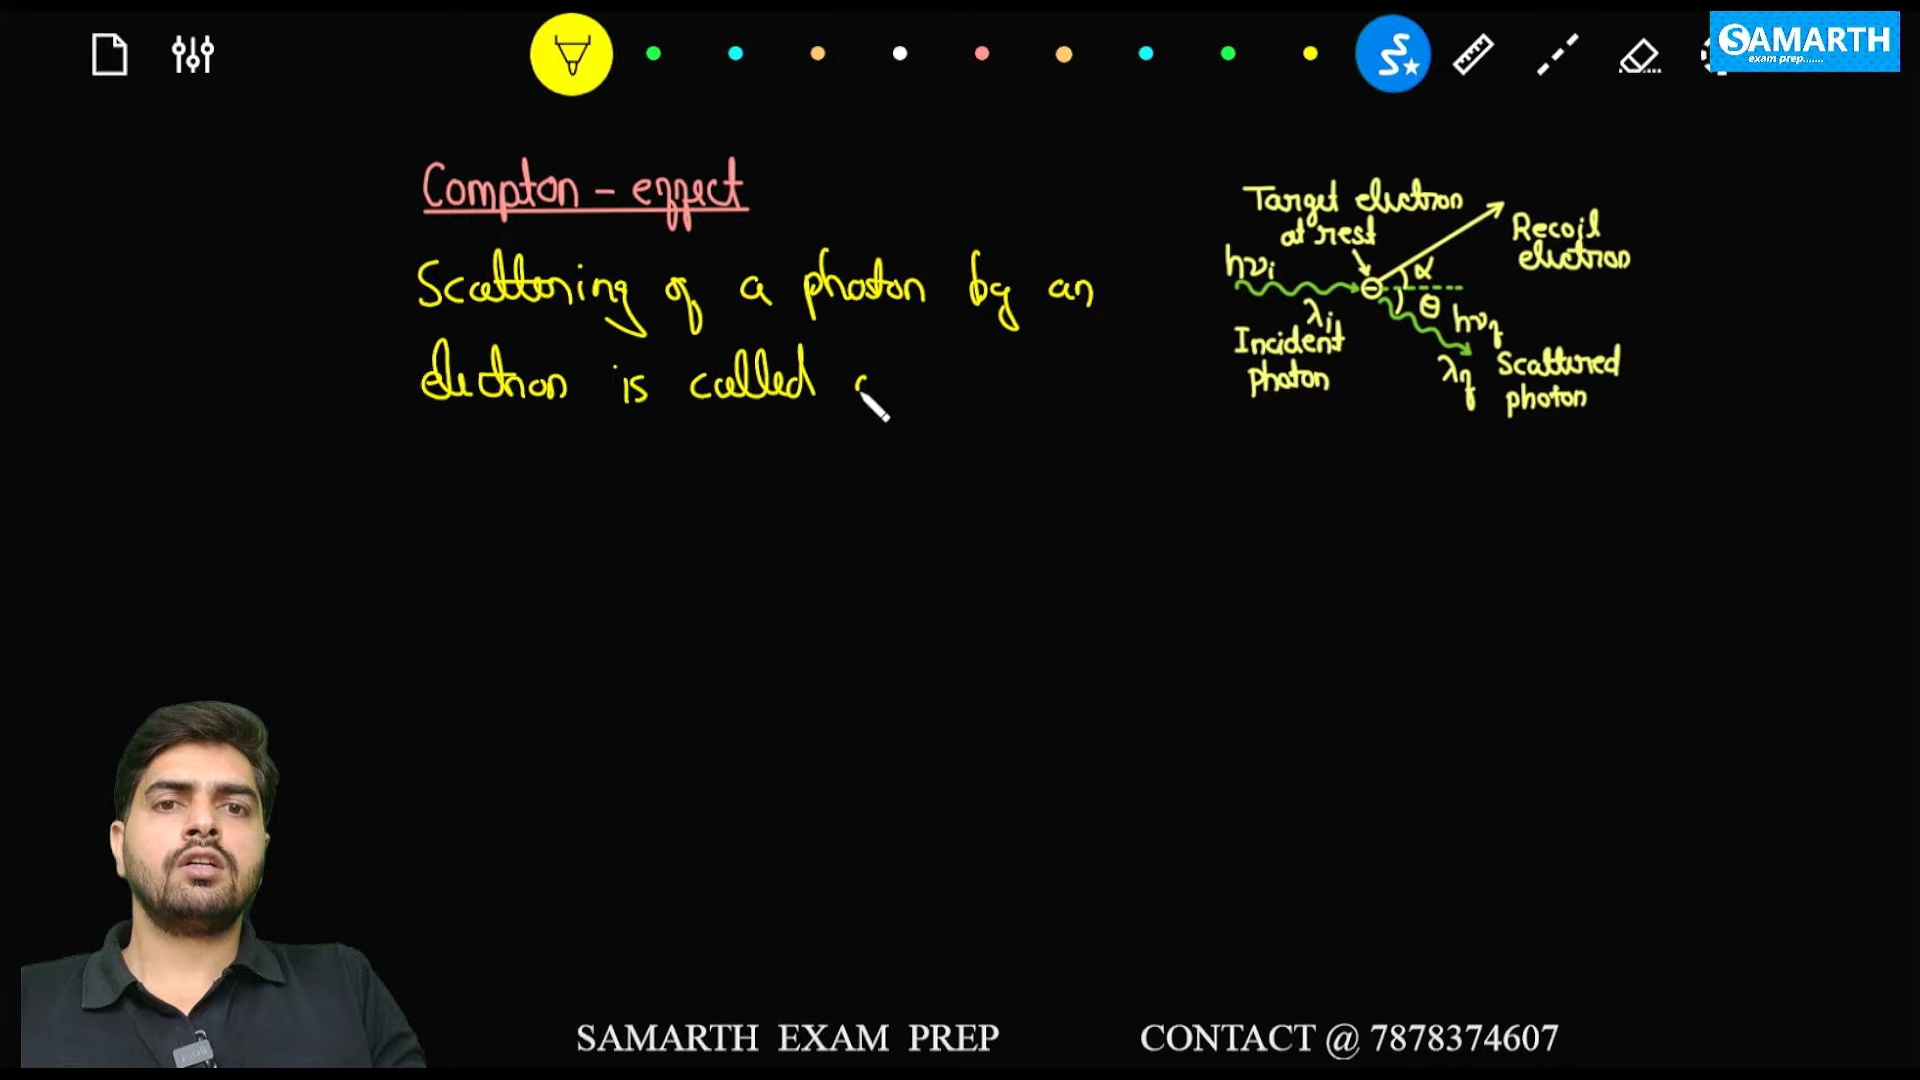 SAMARTH
exam prep.......
Compton - effect
Scattering of a photon by an
electron is called
Target electron
at rest
Recoil
electron
hνi
α
θ
hνf
λi
Incident
photon
λf
Scattured
photon
SAMARTH EXAM PREP
CONTACT @ 7878374607